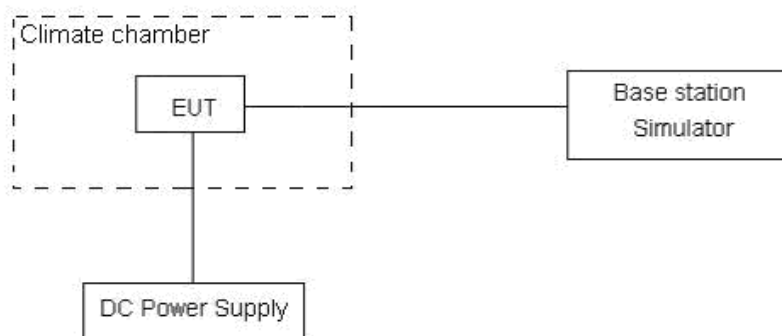 Climate chamber
EUT
Base station
Simulator
DC Power Supply